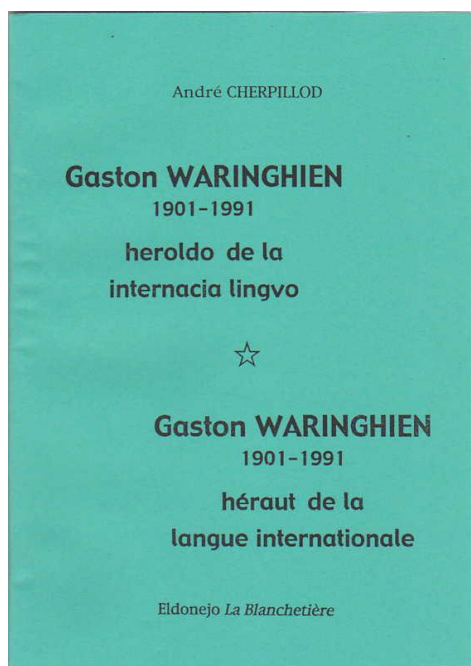 André CHERPILLOD
Gaston WARINGHIEN
1901-1991
heroldo de la
internacia lingvo
☆
Gaston WARINGHIEN
1901-1991
héraut de la
langue internationale
Eldonejo La Blanchetière